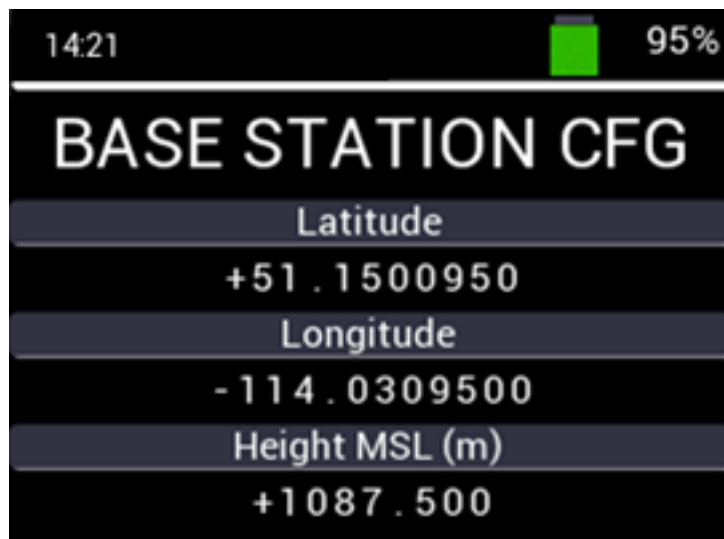 14:21 95%
BASE STATION CFG
Latitude
+51.1500950
Longitude
-114.0309500
Height MSL (m)
+1087.500